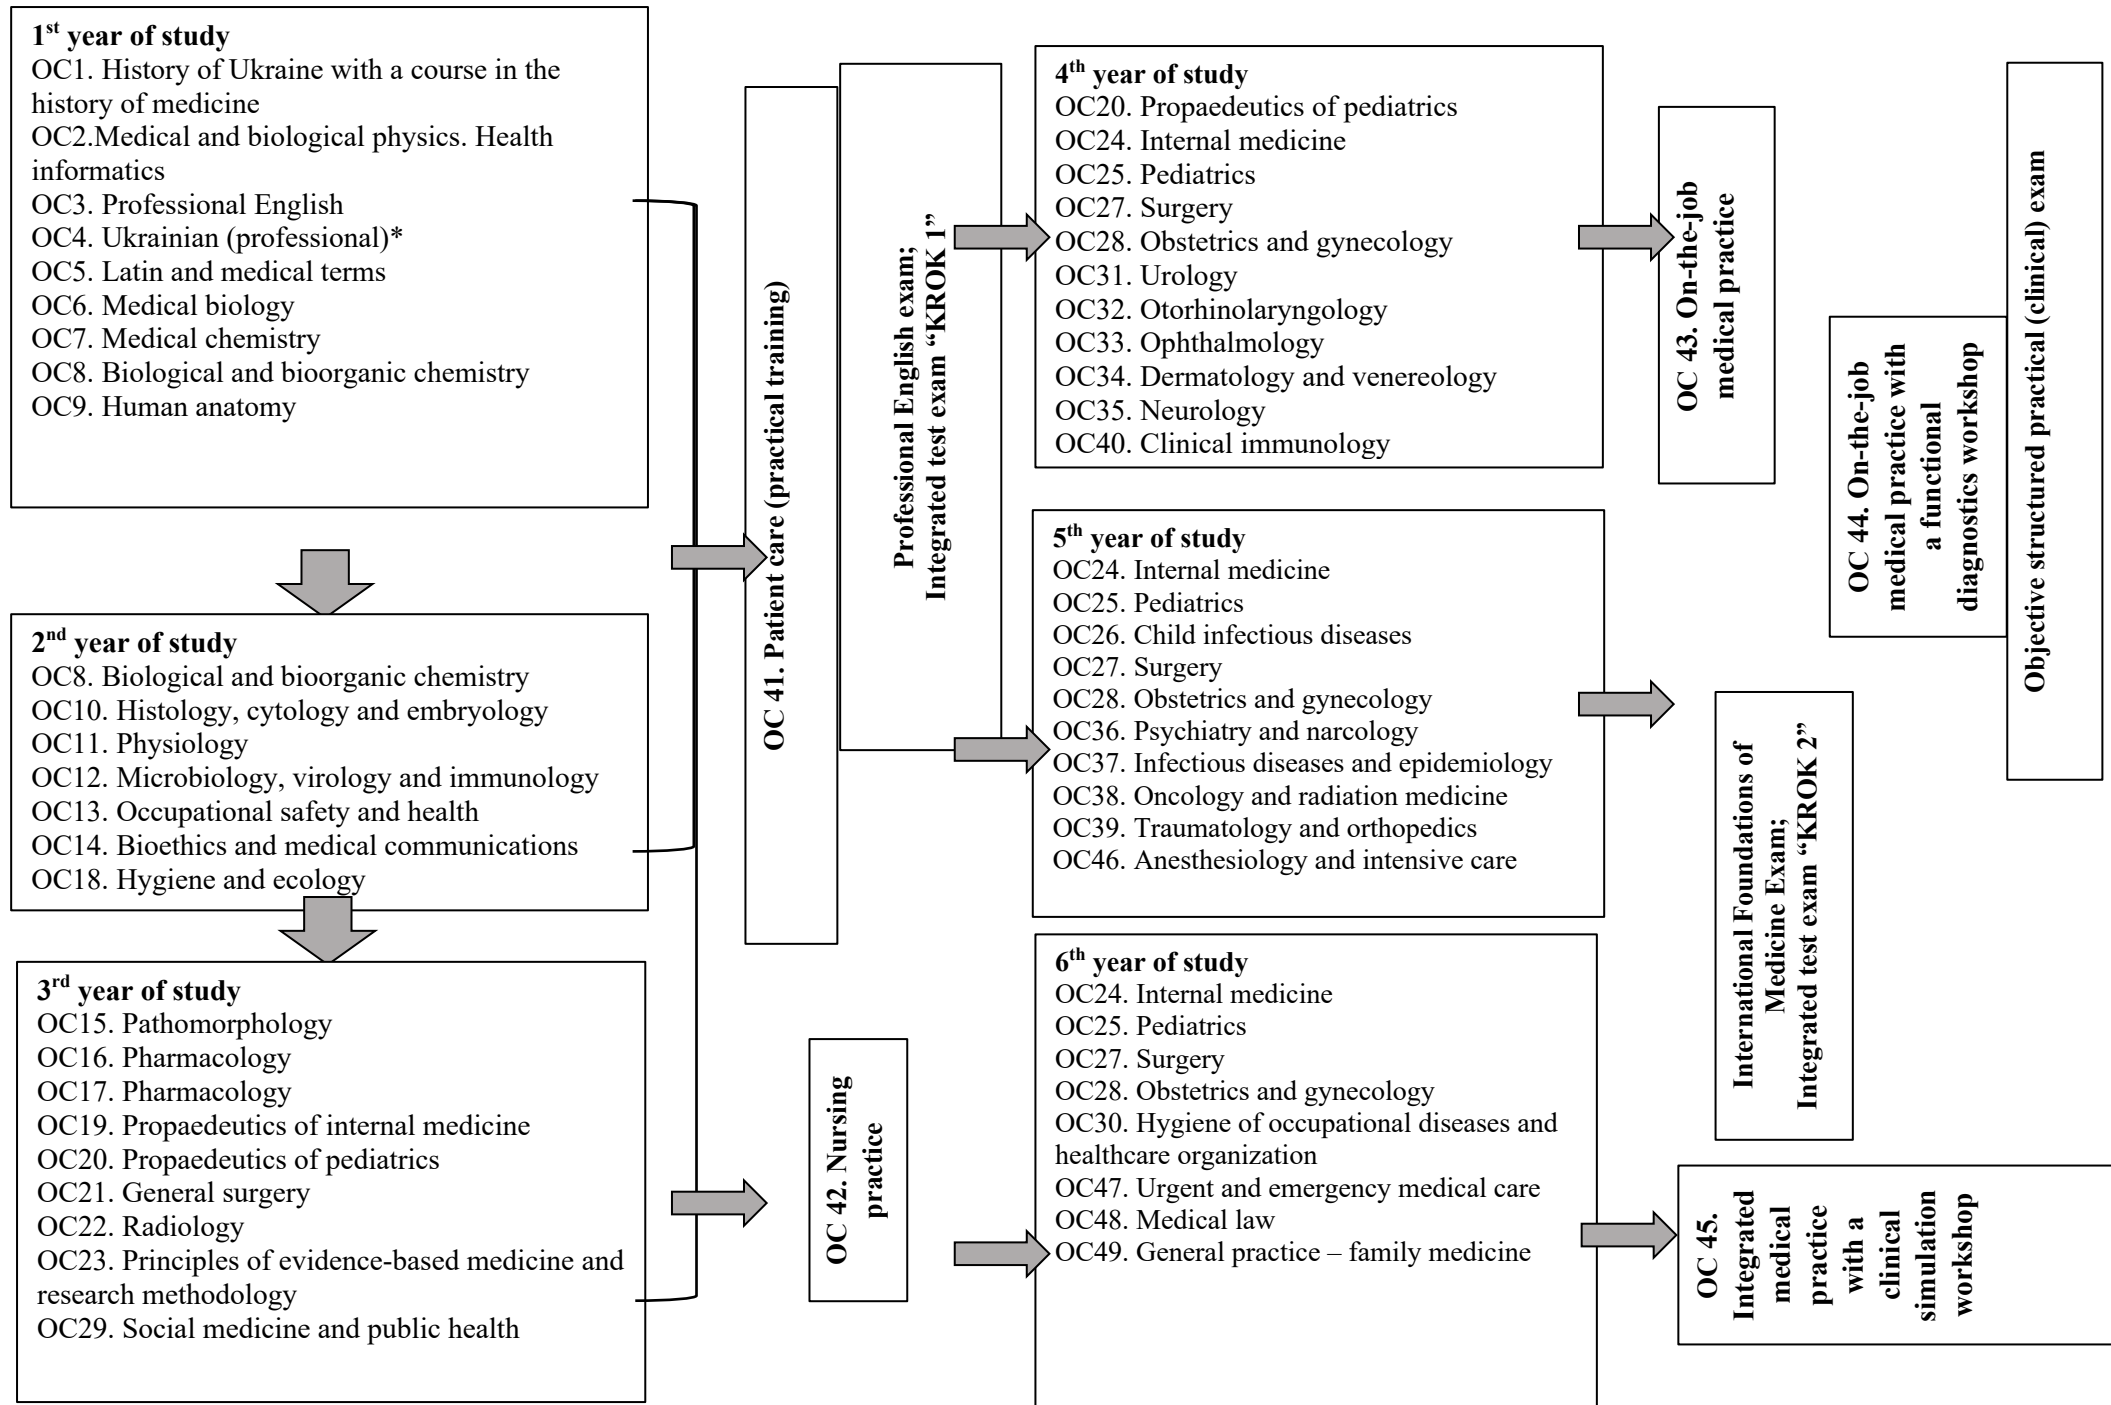 1st year of study
OC1. History of Ukraine with a course in the
history of medicine
OC2.Medical and biological physics. Health
informatics
OC3. Professional English
OC4. Ukrainian (professional)*
OC5. Latin and medical terms
OC6. Medical biology
OC7. Medical chemistry
OC8. Biological and bioorganic chemistry
OC9. Human anatomy
2nd year of study
OC8. Biological and bioorganic chemistry
OC10. Histology, cytology and embryology
OC11. Physiology
OC12. Microbiology, virology and immunology
OC13. Occupational safety and health
OC14. Bioethics and medical communications
OC18. Hygiene and ecology
3rd year of study
OC15. Pathomorphology
OC16. Pharmacology
OC17. Pharmacology
OC19. Propaedeutics of internal medicine
OC20. Propaedeutics of pediatrics
OC21. General surgery
OC22. Radiology
OC23. Principles of evidence-based medicine and
research methodology
OC29. Social medicine and public health
OC 41. Patient care (practical training)
OC 42. Nursing
practice
Professional English exam;
Integrated test exam “KROK 1”
4th year of study
OC20. Propaedeutics of pediatrics
OC24. Internal medicine
OC25. Pediatrics
OC27. Surgery
OC28. Obstetrics and gynecology
OC31. Urology
OC32. Otorhinolaryngology
OC33. Ophthalmology
OC34. Dermatology and venereology
OC35. Neurology
OC40. Clinical immunology
5th year of study
OC24. Internal medicine
OC25. Pediatrics
OC26. Child infectious diseases
OC27. Surgery
OC28. Obstetrics and gynecology
OC36. Psychiatry and narcology
OC37. Infectious diseases and epidemiology
OC38. Oncology and radiation medicine
OC39. Traumatology and orthopedics
OC46. Anesthesiology and intensive care
6th year of study
OC24. Internal medicine
OC25. Pediatrics
OC27. Surgery
OC28. Obstetrics and gynecology
OC30. Hygiene of occupational diseases and
healthcare organization
OC47. Urgent and emergency medical care
OC48. Medical law
OC49. General practice – family medicine
OC 43. On-the-job
medical practice
OC 44. On-the-job
medical practice with
a functional
diagnostics workshop
Objective structured practical (clinical) exam
International Foundations of
Medicine Exam;
Integrated test exam “KROK 2”
OC 45.
Integrated
medical
practice
with a
clinical
simulation
workshop